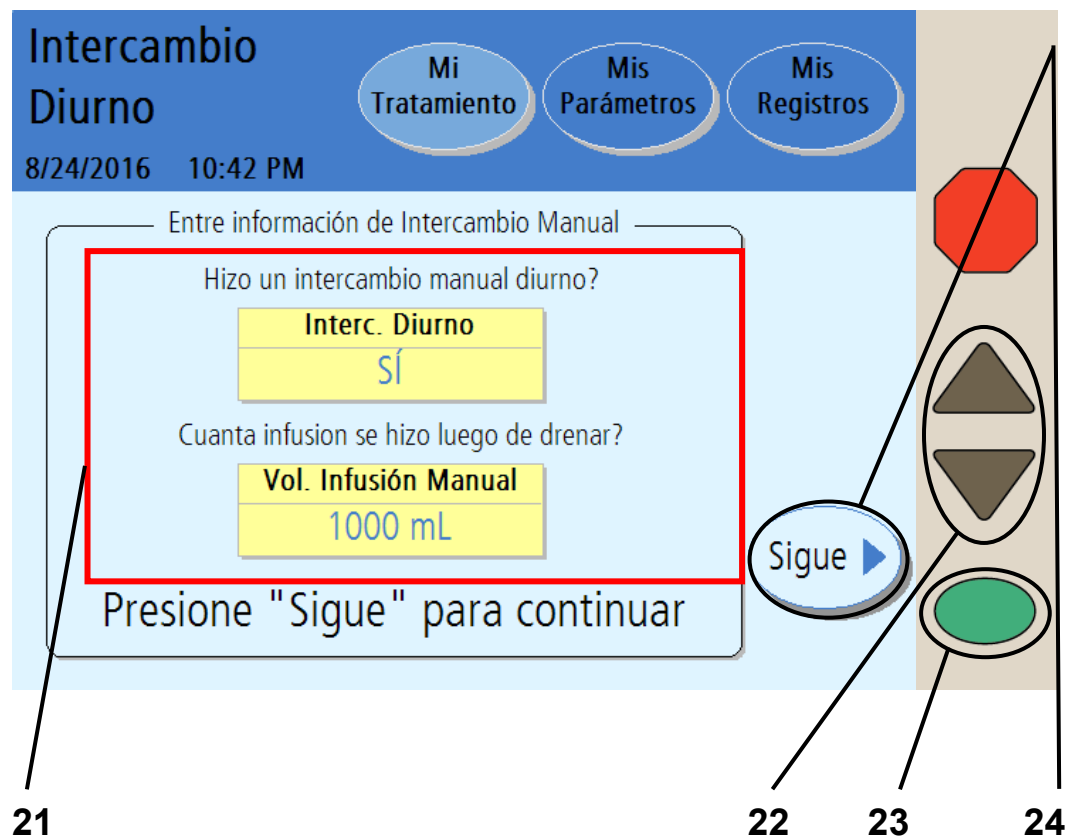 Intercambio
Diurno
8/24/2016 10:42 PM
Mi
Tratamiento
Mis
Parámetros
Mis
Registros
Entre información de Intercambio Manual
Hizo un intercambio manual diurno?
Interc. Diurno
SÍ
Cuanta infusion se hizo luego de drenar?
Vol. Infusión Manual
1000 mL
Sigue
Presione "Sigue" para continuar
21
22
23
24